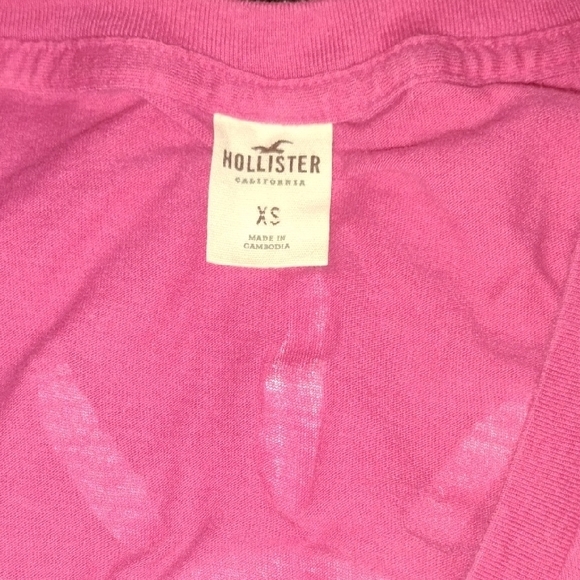 HOLLISTER
CALIFORNIA
XS
MADE IN
CAMBODIA